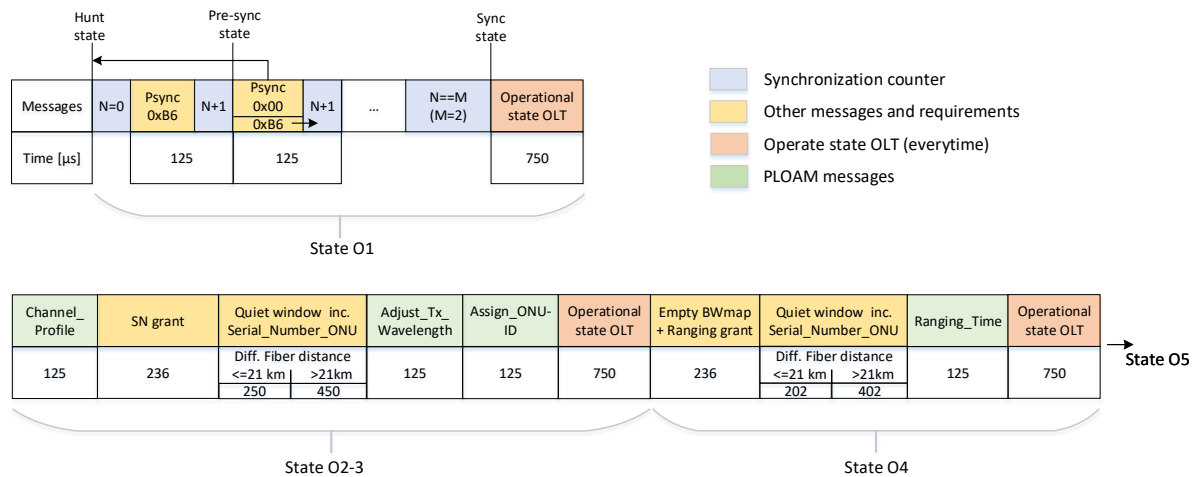 Hunt
state
Pre-sync
state
Sync
state
Messages
N=0
Psync
0xB6
N+1
Psync
0x00
0xB6
N+1
...
N==M
(M=2)
Operational
state OLT
Time [µs]
125
125
750
State O1
Synchronization counter
Other messages and requirements
Operate state OLT (everytime)
PLOAM messages
Channel_
Profile
SN grant
Quiet window inc.
Serial_Number_ONU
Adjust_Tx_
Wavelength
Assign_ONU-
ID
Operational
state OLT
Empty BWmap
+ Ranging grant
Quiet window inc.
Serial_Number_ONU
Ranging_Time
Operational
state OLT
125
236
Diff. Fiber distance
<=21 km >21km
250 450
125
125
750
236
Diff. Fiber distance
<=21 km >21km
202 402
125
750
State O5
State O2-3
State O4